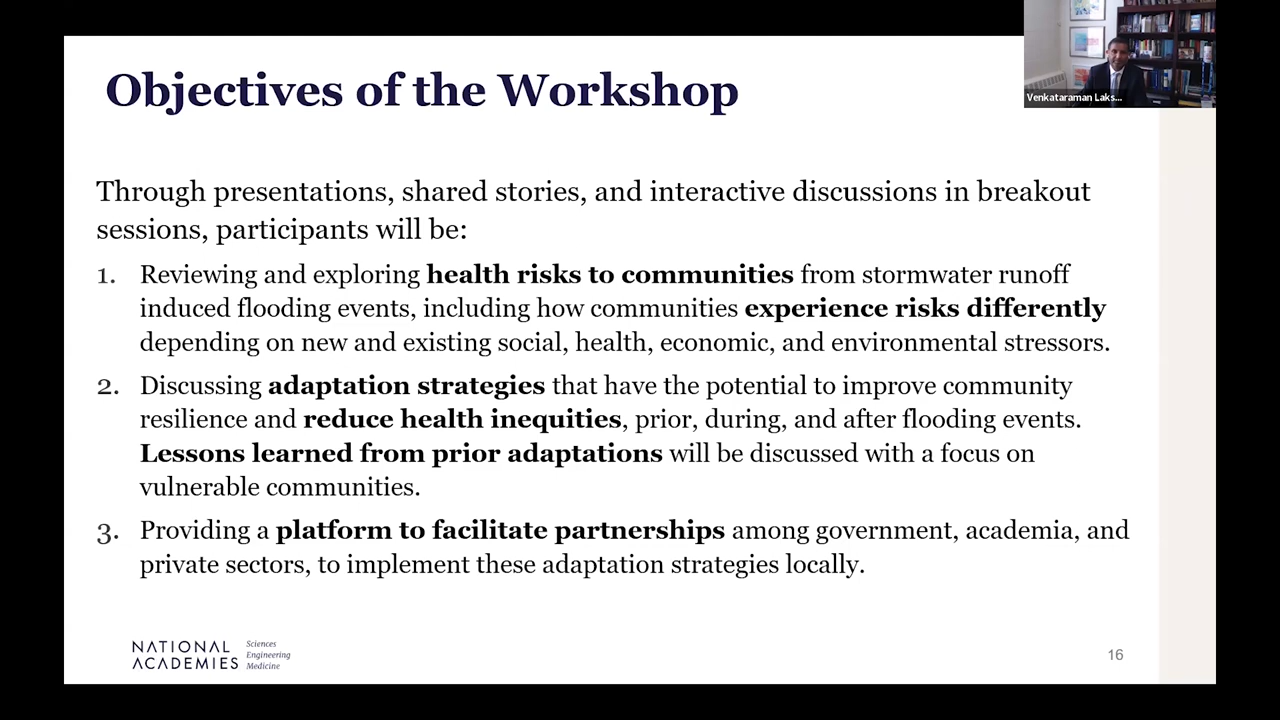 Objectives of the Workshop
Venkataraman Laks...
Through presentations, shared stories, and interactive discussions in breakout
sessions, participants will be:
1. Reviewing and exploring health risks to communities from stormwater runoff
induced flooding events, including how communities experience risks differently
depending on new and existing social, health, economic, and environmental stressors.
2. Discussing adaptation strategies that have the potential to improve community
resilience and reduce health inequities, prior, during, and after flooding events.
Lessons learned from prior adaptations will be discussed with a focus on
vulnerable communities.
3. Providing a platform to facilitate partnerships among government, academia, and
private sectors, to implement these adaptation strategies locally.
NATIONAL
ACADEMIES
Sciences
Engineering
Medicine
16